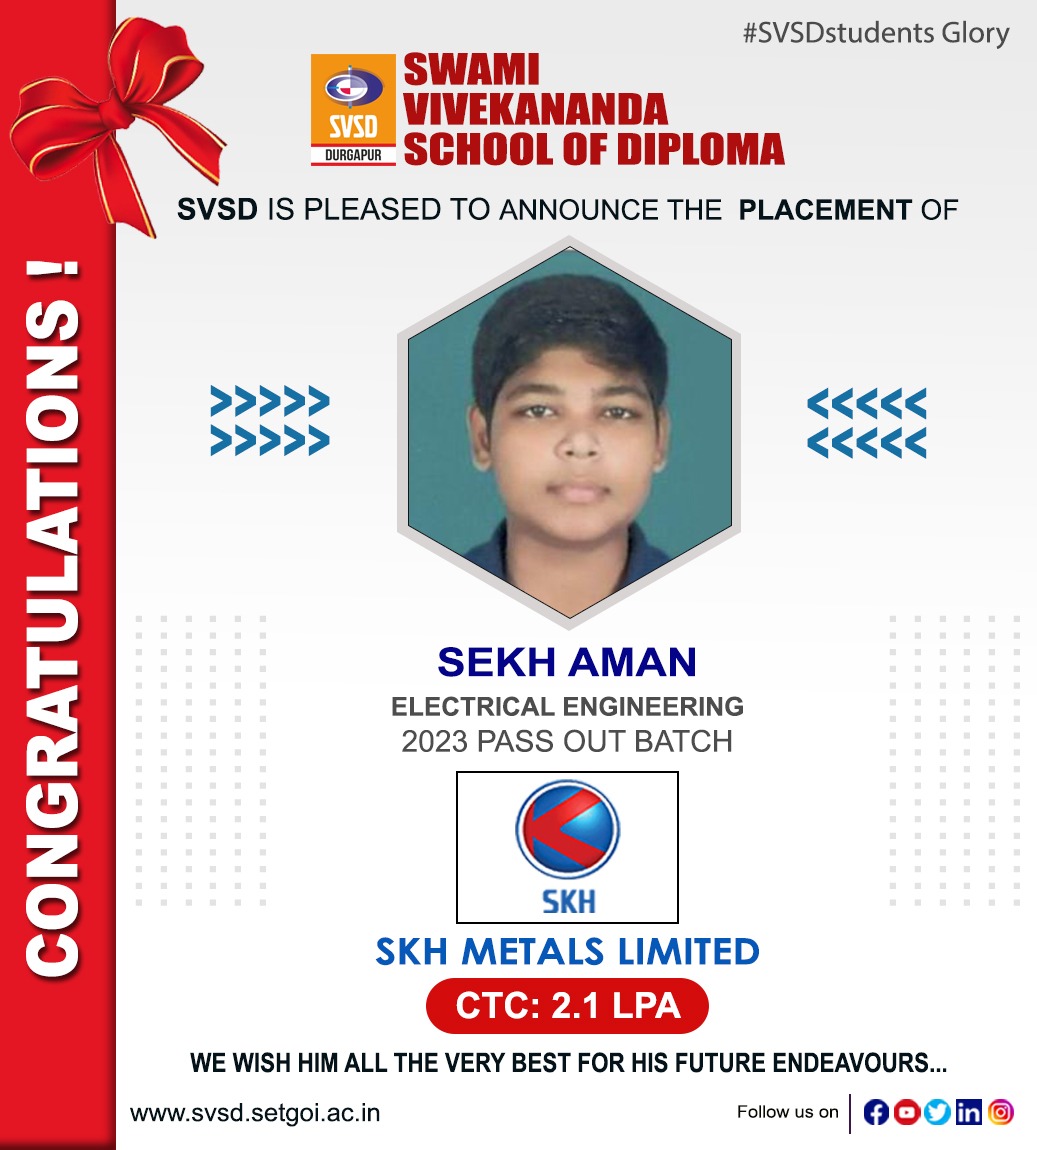 #SVSDstudents Glory
SVSD
DURGAPUR
SWAMI
VIVEKANANDA
SCHOOL OF DIPLOMA
SVSD IS PLEASED TO ANNOUNCE THE PLACEMENT OF
CONGRATULATIONS !
SEKH AMAN
ELECTRICAL ENGINEERING
2023 PASS OUT BATCH
SKH
SKH METALS LIMITED
CTC: 2.1 LPA
WE WISH HIM ALL THE VERY BEST FOR HIS FUTURE ENDEAVOURS...
www.svsd.setgoi.ac.in
Follow us on